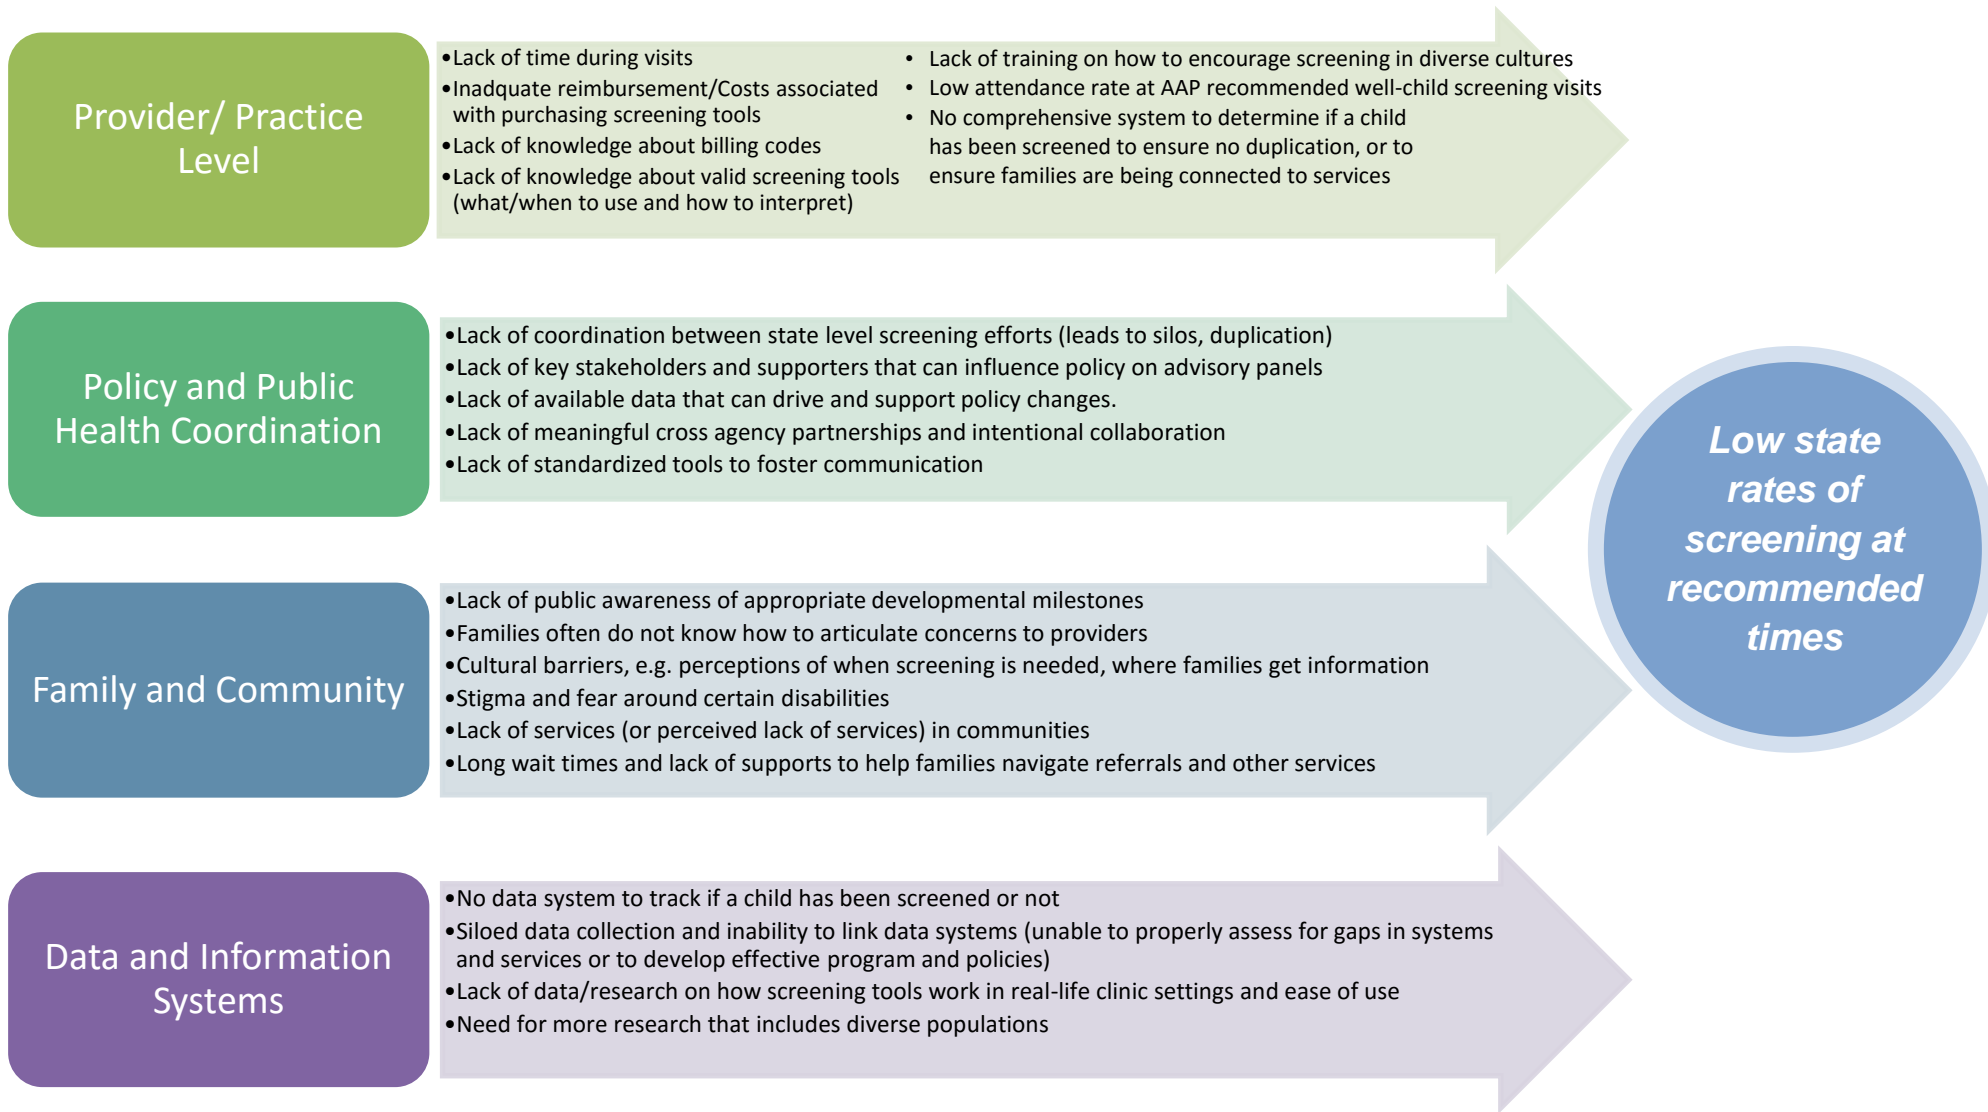 Provider/ Practice
Level
•Lack of time during visits
•Inadquate reimbursement/Costs associated
with purchasing screening tools
•Lack of knowledge about billing codes
•Lack of knowledge about valid screening tools
(what/when to use and how to interpret)
• Lack of training on how to encourage screening in diverse cultures
• Low attendance rate at AAP recommended well-child screening visits
• No comprehensive system to determine if a child
has been screened to ensure no duplication, or to
ensure families are being connected to services
Policy and Public
Health Coordination
•Lack of coordination between state level screening efforts (leads to silos, duplication)
•Lack of key stakeholders and supporters that can influence policy on advisory panels
•Lack of available data that can drive and support policy changes.
•Lack of meaningful cross agency partnerships and intentional collaboration
•Lack of standardized tools to foster communication
Family and Community
•Lack of public awareness of appropriate developmental milestones
•Families often do not know how to articulate concerns to providers
•Cultural barriers, e.g. perceptions of when screening is needed, where families get information
•Stigma and fear around certain disabilities
•Lack of services (or perceived lack of services) in communities
•Long wait times and lack of supports to help families navigate referrals and other services
Data and Information
Systems
•No data system to track if a child has been screened or not
•Siloed data collection and inability to link data systems (unable to properly assess for gaps in systems
and services or to develop effective program and policies)
•Lack of data/research on how screening tools work in real-life clinic settings and ease of use
•Need for more research that includes diverse populations
Low state
rates of
screening at
recommended
times